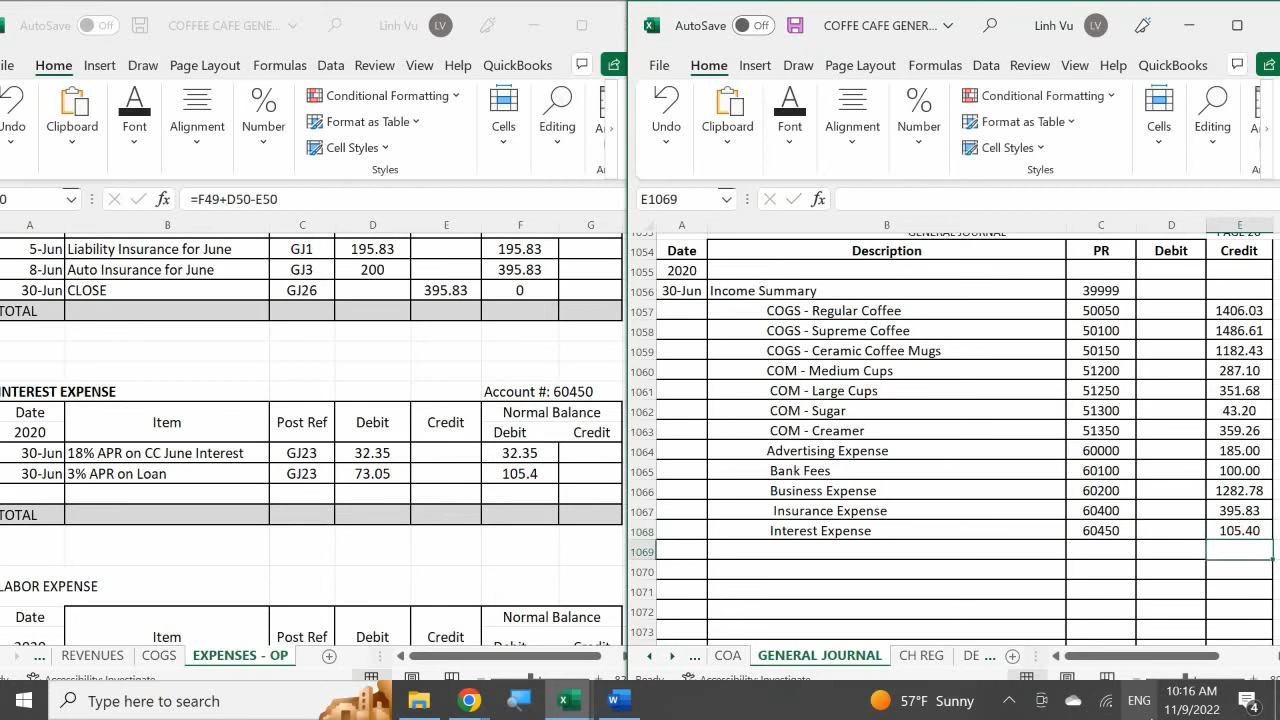 AutoSave Off COFFEE CAFE GENE... Linh Vu LV
ile Home Insert Draw Page Layout Formulas Data Review View Help QuickBooks
Undo Clipboard Font Alignment Number Conditional Formatting Format as Table Cell Styles Styles Cells Editing
0 fx =F49+D50-E50
A B C D E F G
5-Jun Liability Insurance for June GJ1 195.83 195.83
8-Jun Auto Insurance for June GJ3 200 395.83
30-Jun CLOSE GJ26 395.83 0
TOTAL
INTEREST EXPENSE Account #: 60450
Date Item Post Ref Debit Credit Normal Balance
2020 Debit Credit
30-Jun 18% APR on CC June Interest GJ23 32.35 32.35
30-Jun 3% APR on Loan GJ23 73.05 105.4
TOTAL
LABOR EXPENSE
Date Item Post Ref Debit Credit Normal Balance
... REVENUES COGS EXPENSES - OP
AutoSave Off COFFE CAFE GENER... Linh Vu LV
File Home Insert Draw Page Layout Formulas Data Review View Help QuickBooks
Undo Clipboard Font Alignment Number Conditional Formatting Format as Table Cell Styles Styles Cells Editing
E1069 fx
A B C D E
GENERAL JOURNAL
1054 Date Description PR Debit Credit
1055 2020
1056 30-Jun Income Summary 39999
1057 COGS - Regular Coffee 50050 1406.03
1058 COGS - Supreme Coffee 50100 1486.61
1059 COGS - Ceramic Coffee Mugs 50150 1182.43
1060 COM - Medium Cups 51200 287.10
1061 COM - Large Cups 51250 351.68
1062 COM - Sugar 51300 43.20
1063 COM - Creamer 51350 359.26
1064 Advertising Expense 60000 185.00
1065 Bank Fees 60100 100.00
1066 Business Expense 60200 1282.78
1067 Insurance Expense 60400 395.83
1068 Interest Expense 60450 105.40
1069
1070
1071
1072
1073
... COA GENERAL JOURNAL CH REG DE ...
Type here to search 57°F Sunny ENG 10:16 AM
11/9/2022 4